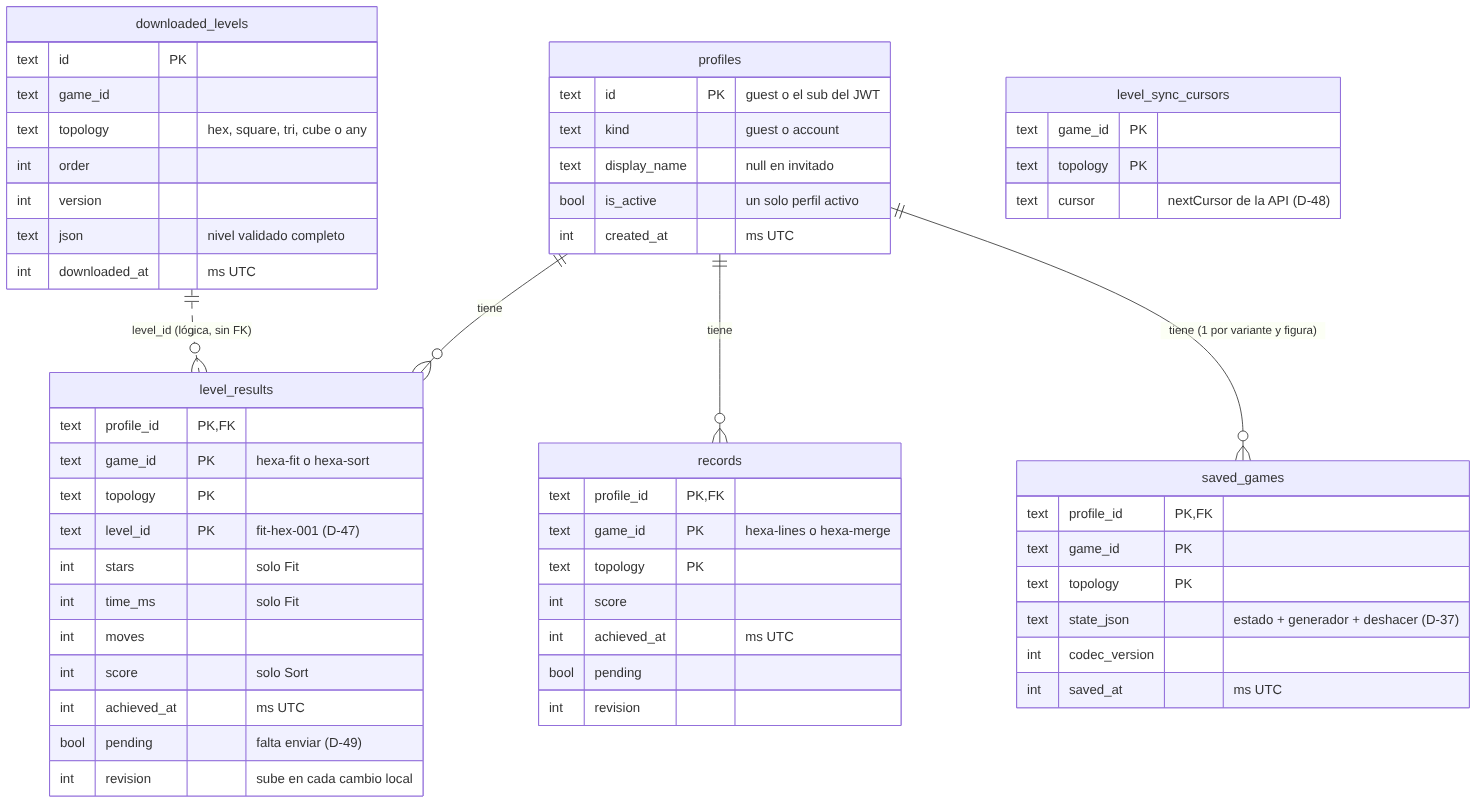 downloaded_levels
text id PK
text game_id
text topology hex, square, tri, cube o any
int order
int version
text json nivel validado completo
int downloaded_at ms UTC
profiles
text id PK guest o el sub del JWT
text kind guest o account
text display_name null en invitado
bool is_active un solo perfil activo
int created_at ms UTC
level_sync_cursors
text game_id PK
text topology PK
text cursor nextCursor de la API (D-48)
level_id (lógica, sin FK)
tiene
tiene
tiene (1 por variante y figura)
level_results
text profile_id PK,FK
text game_id PK hexa-fit o hexa-sort
text topology PK
text level_id PK fit-hex-001 (D-47)
int stars solo Fit
int time_ms solo Fit
int moves
int score solo Sort
int achieved_at ms UTC
bool pending falta enviar (D-49)
int revision sube en cada cambio local
records
text profile_id PK,FK
text game_id PK hexa-lines o hexa-merge
text topology PK
int score
int achieved_at ms UTC
bool pending
int revision
saved_games
text profile_id PK,FK
text game_id PK
text topology PK
text state_json estado + generador + deshacer (D-37)
int codec_version
int saved_at ms UTC